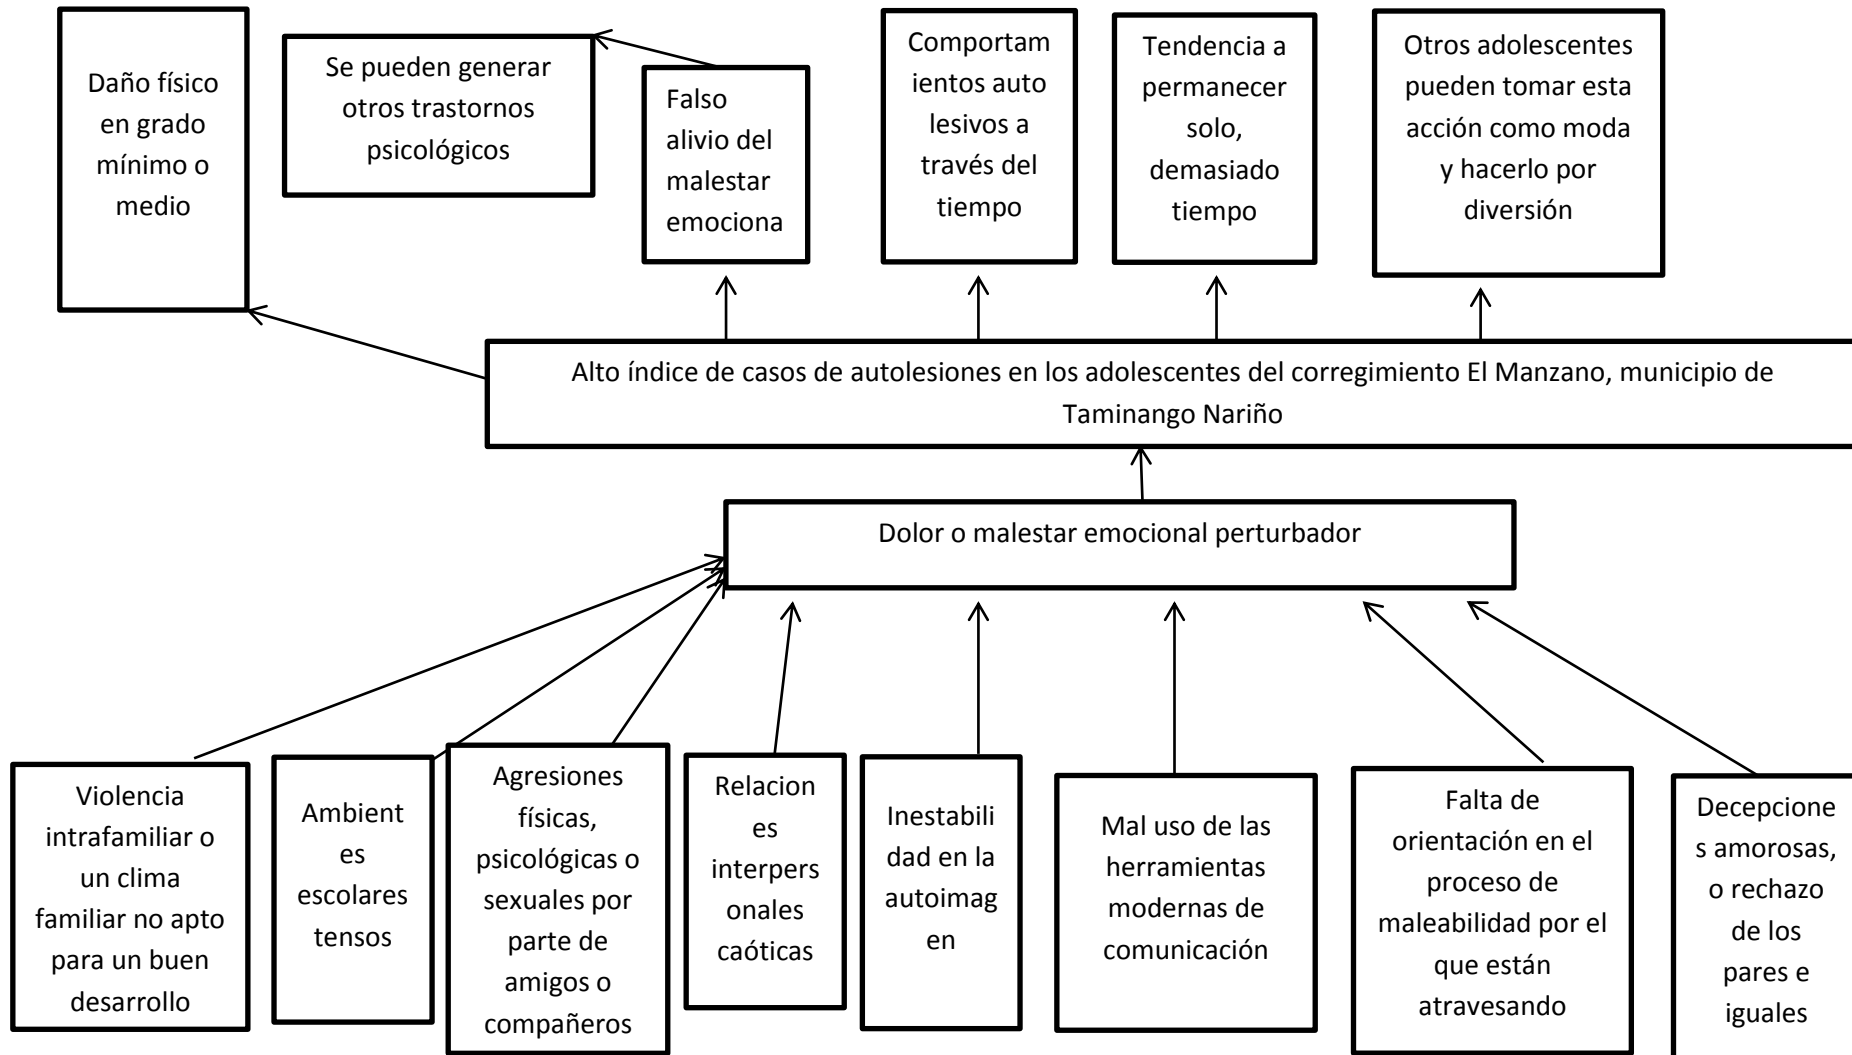 Daño físico
en grado
mínimo o
medio
Se pueden generar
otros trastornos
psicológicos
Falso
alivio del
malestar
emociona
Comportam
ientos auto
lesivos a
través del
tiempo
Tendencia a
permanecer
solo,
demasiado
tiempo
Otros adolescentes
pueden tomar esta
acción como moda
y hacerlo por
diversión
Alto índice de casos de autolesiones en los adolescentes del corregimiento El Manzano, municipio de
Taminango Nariño
Dolor o malestar emocional perturbador
Violencia
intrafamiliar o
un clima
familiar no apto
para un buen
desarrollo
Ambient
es
escolares
tensos
Agresiones
físicas,
psicológicas o
sexuales por
parte de
amigos o
compañeros
Relacion
es
interpers
onales
caóticas
Inestabili
dad en la
autoimag
en
Mal uso de las
herramientas
modernas de
comunicación
Falta de
orientación en el
proceso de
maleabilidad por el
que están
atravesando
Decepcione
s amorosas,
o rechazo
de los
pares e
iguales